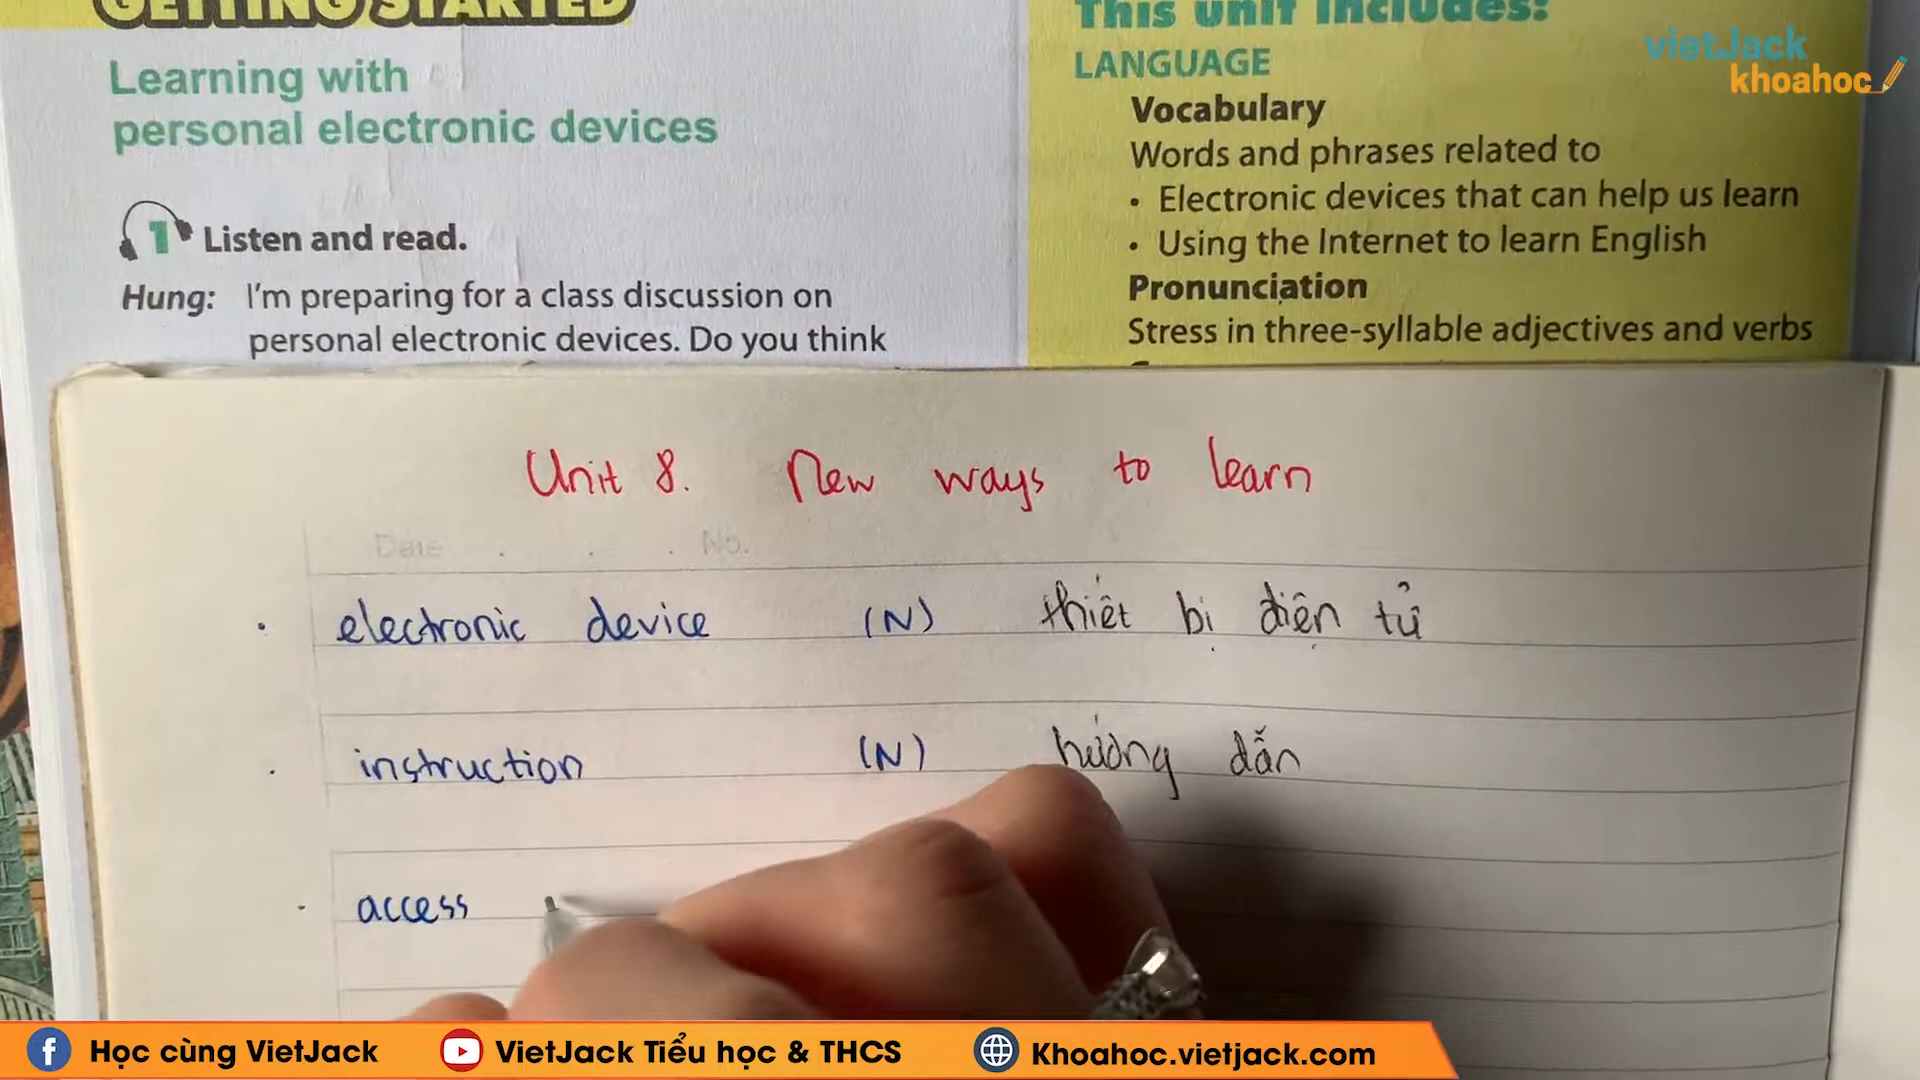 GETTING STARTED
Learning with
personal electronic devices
1 Listen and read.
Hung: I'm preparing for a class discussion on
personal electronic devices. Do you think
This unit includes:
LANGUAGE
Vocabulary
Words and phrases related to
• Electronic devices that can help us learn
• Using the Internet to learn English
Pronunciation
Stress in three-syllable adjectives and verbs
vietJack
khoahoc
Unit 8. New ways to learn
Date . . . No.
• electronic device (N) thiết bị điện tử
• instruction (N) hướng dẫn
• access
Học cùng VietJack
VietJack Tiểu học & THCS
Khoahoc.vietjack.com